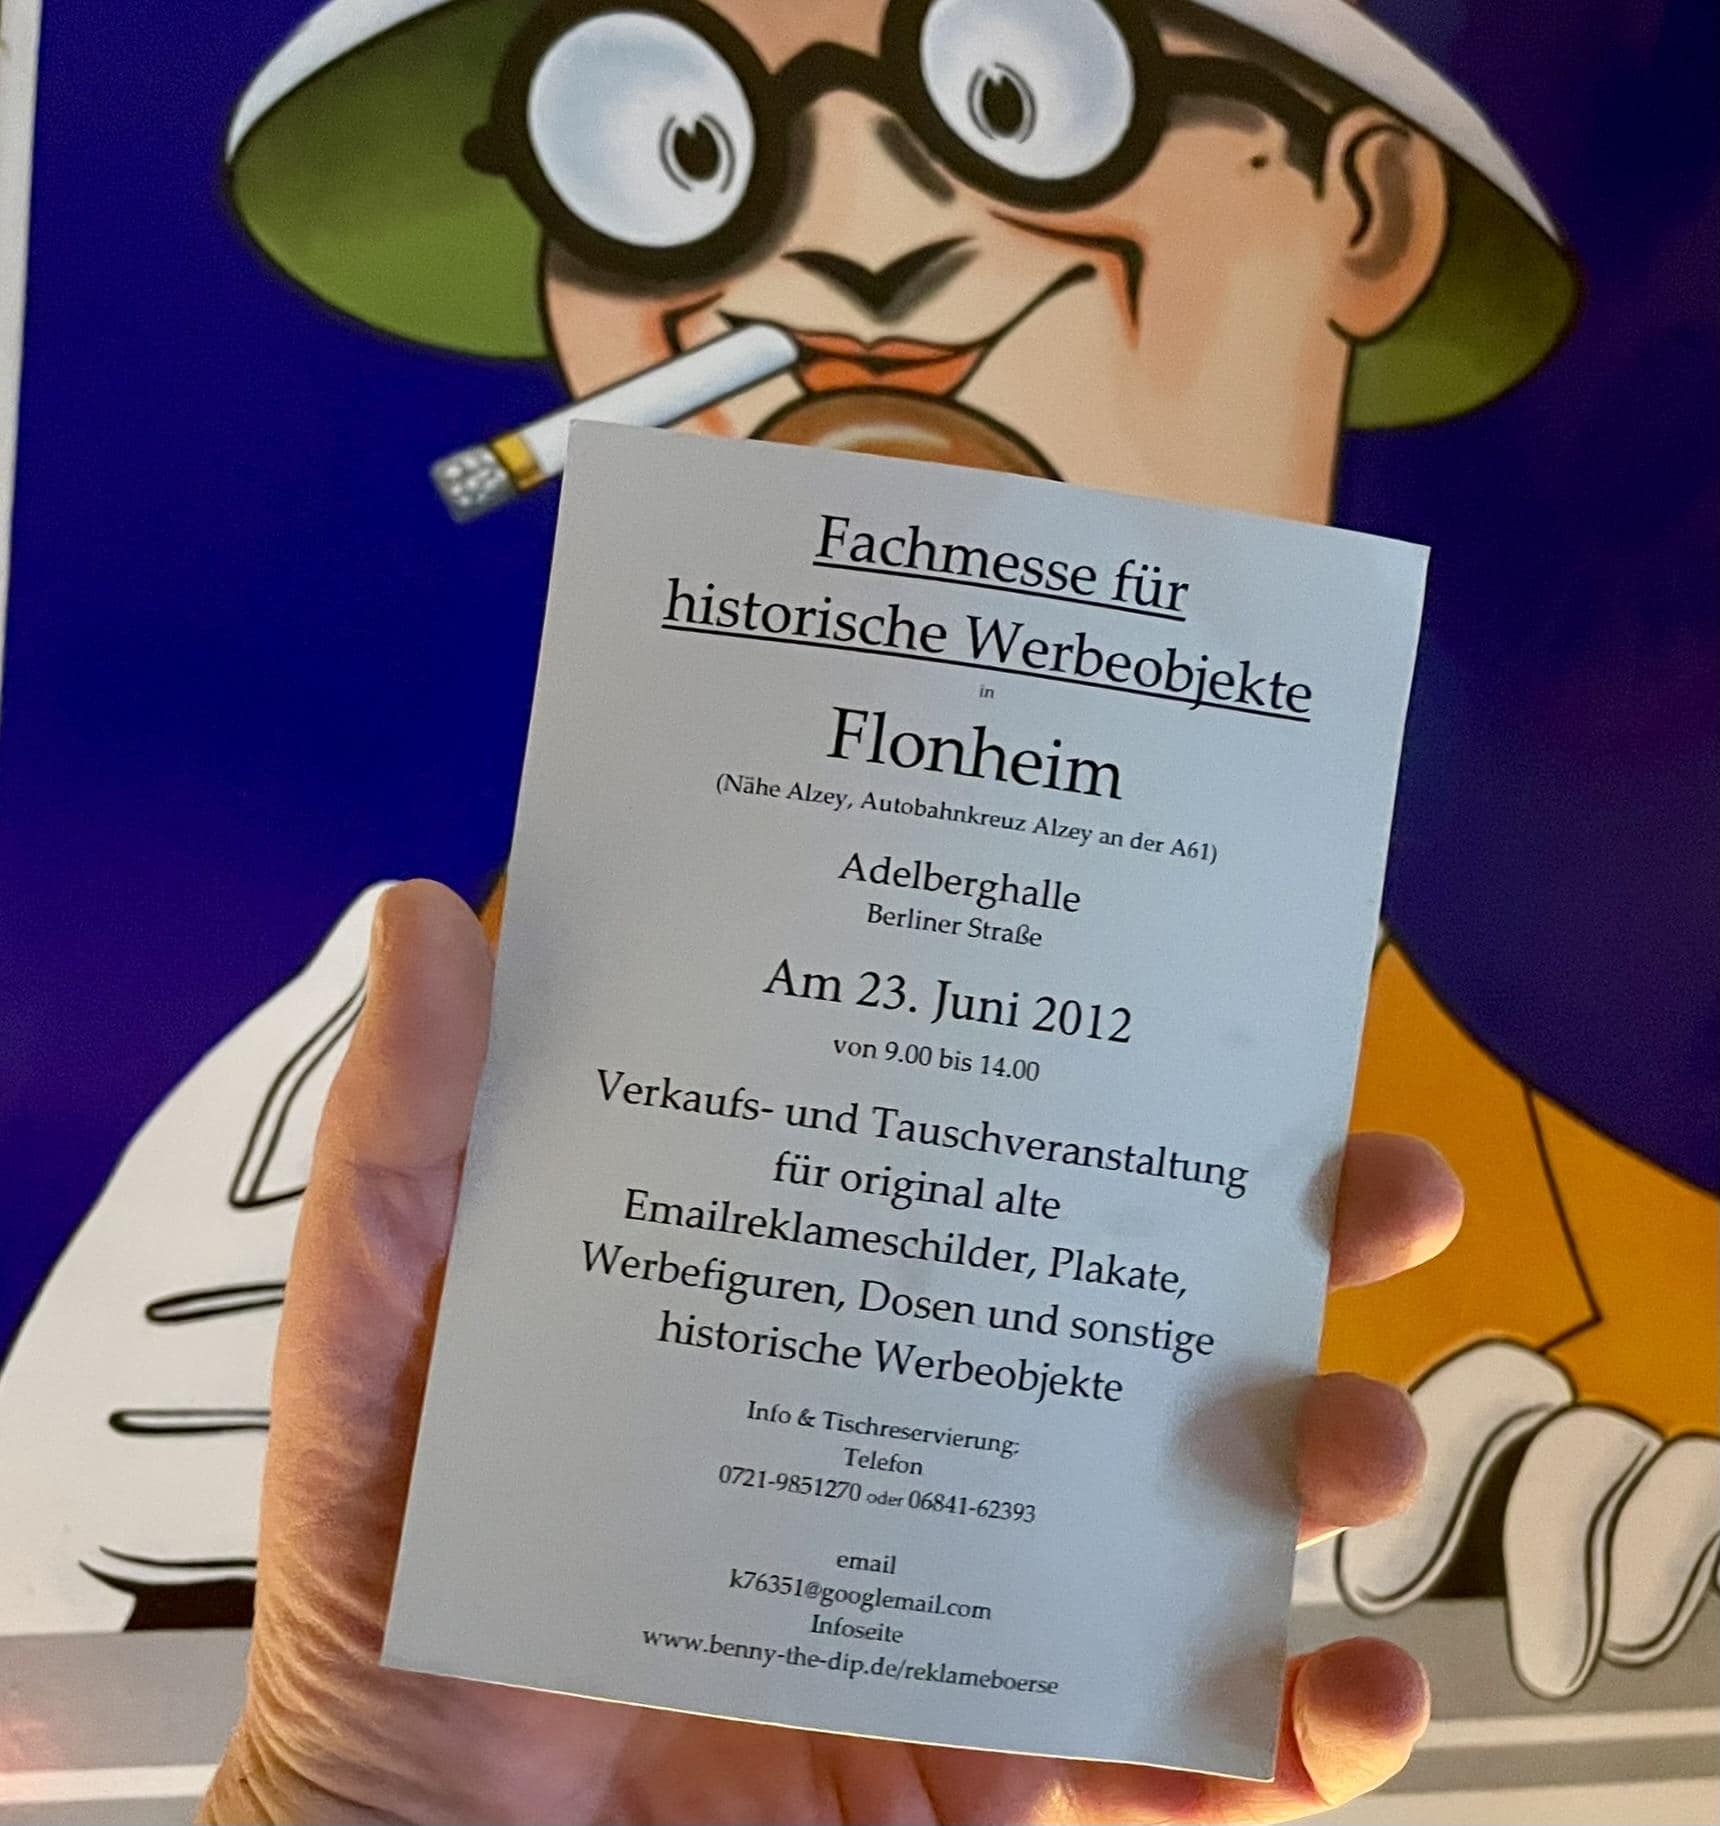 Fachmesse für
historische Werbeobjekte
in
Flonheim
(Nähe Alzey, Autobahnkreuz Alzey an der A61)
Adelberghalle
Berliner Straße
Am 23. Juni 2012
von 9.00 bis 14.00
Verkaufs- und Tauschveranstaltung
für original alte
Emailreklameschilder, Plakate,
Werbefiguren, Dosen und sonstige
historische Werbeobjekte
Info & Tischreservierung:
Telefon
0721-9851270 oder 06841-62393
email
k76351@googlemail.com
Infoseite
www.benny-the-dip.de/reklameboerse